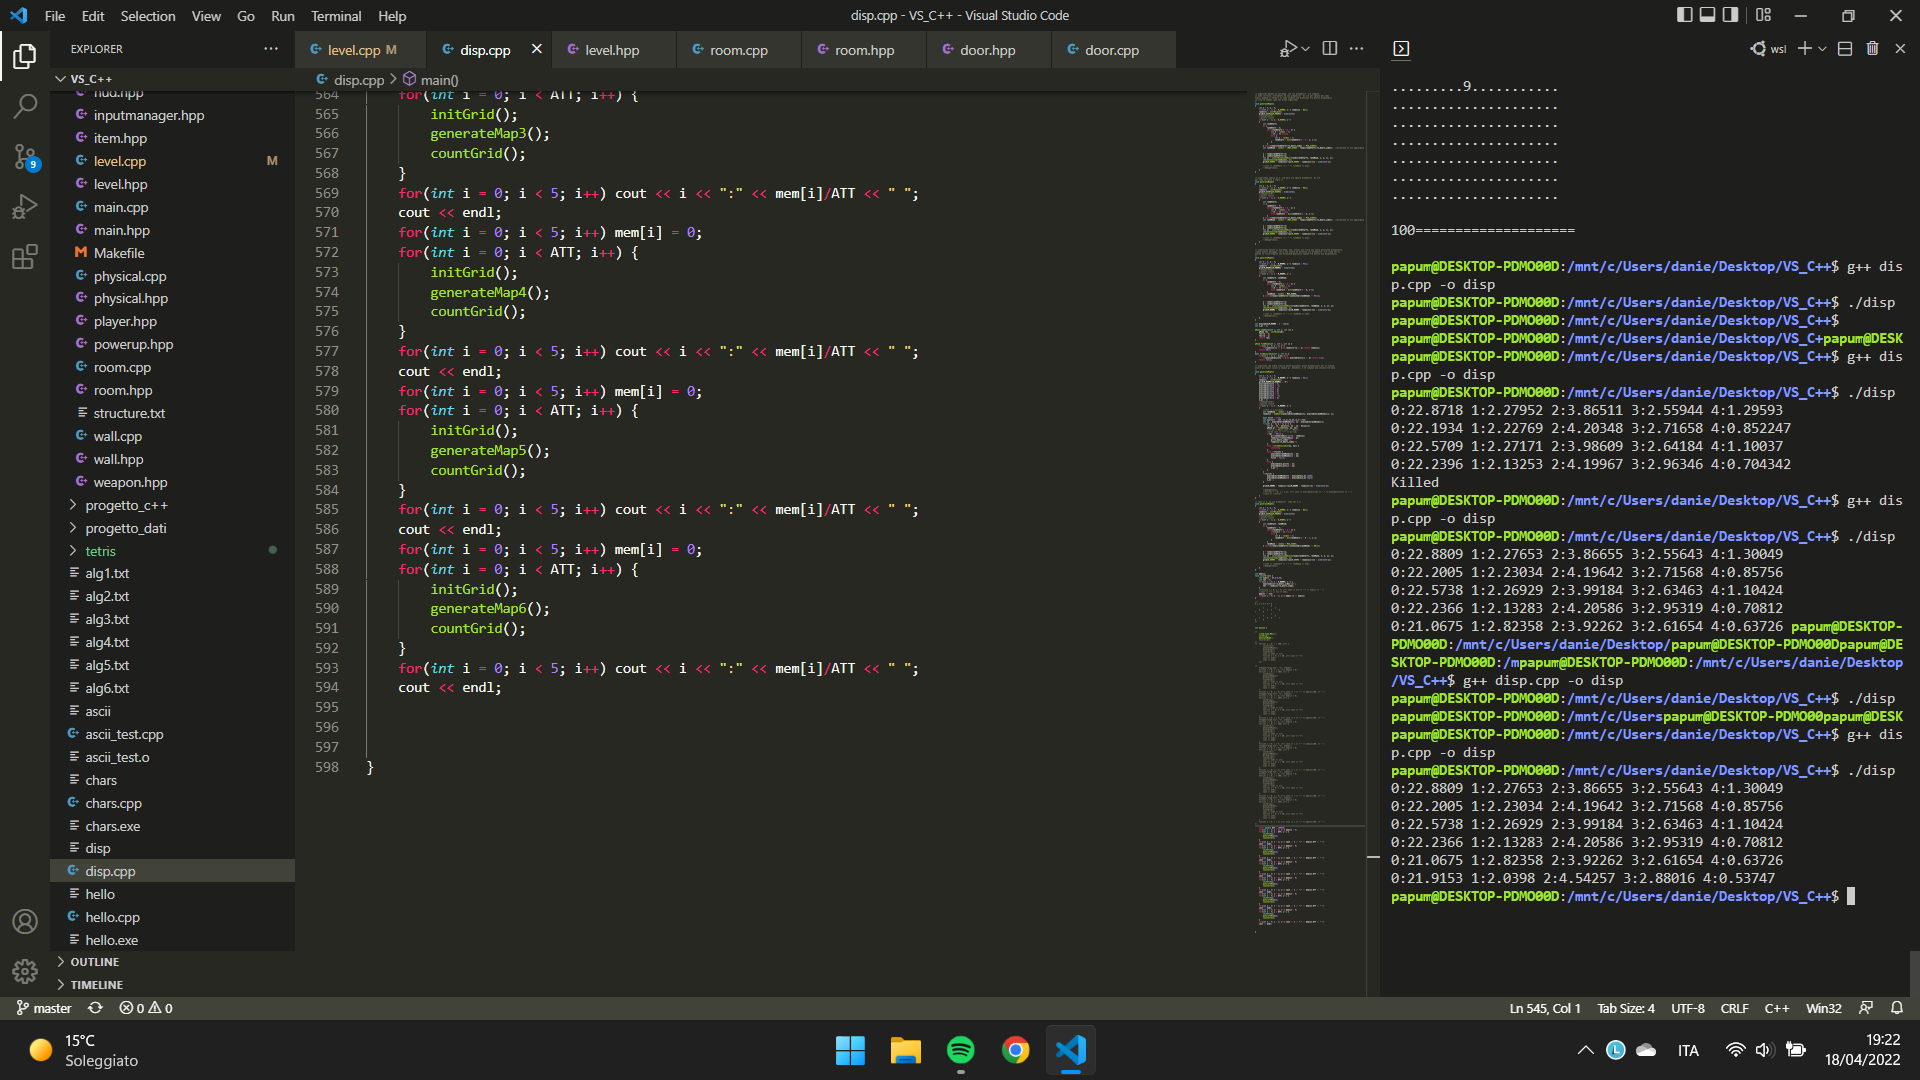 File Edit Selection View Go Run Terminal Help
disp.cpp - VS_C++ - Visual Studio Code
EXPLORER
VS_C++
hud.hpp
inputmanager.hpp
item.hpp
level.cpp M
level.hpp
main.cpp
main.hpp
Makefile
physical.cpp
physical.hpp
player.hpp
powerup.hpp
room.cpp
room.hpp
structure.txt
wall.cpp
wall.hpp
weapon.hpp
progetto_c++
progetto_dati
tetris
alg1.txt
alg2.txt
alg3.txt
alg4.txt
alg5.txt
alg6.txt
ascii
ascii_test.cpp
ascii_test.o
chars
chars.cpp
chars.exe
disp
disp.cpp
hello
hello.cpp
hello.exe
OUTLINE
TIMELINE
9
level.cpp M disp.cpp level.hpp room.cpp room.hpp door.hpp door.cpp
disp.cpp > main()
564 for(int i = 0; i < ATT; i++) {
565 initGrid();
566 generateMap3();
567 countGrid();
568 }
569 for(int i = 0; i < 5; i++) cout << i << ":" << mem[i]/ATT << " ";
570 cout << endl;
571 for(int i = 0; i < 5; i++) mem[i] = 0;
572 for(int i = 0; i < ATT; i++) {
573 initGrid();
574 generateMap4();
575 countGrid();
576 }
577 for(int i = 0; i < 5; i++) cout << i << ":" << mem[i]/ATT << " ";
578 cout << endl;
579 for(int i = 0; i < 5; i++) mem[i] = 0;
580 for(int i = 0; i < ATT; i++) {
581 initGrid();
582 generateMap5();
583 countGrid();
584 }
585 for(int i = 0; i < 5; i++) cout << i << ":" << mem[i]/ATT << " ";
586 cout << endl;
587 for(int i = 0; i < 5; i++) mem[i] = 0;
588 for(int i = 0; i < ATT; i++) {
589 initGrid();
590 generateMap6();
591 countGrid();
592 }
593 for(int i = 0; i < 5; i++) cout << i << ":" << mem[i]/ATT << " ";
594 cout << endl;
595
596
597
598 }
wsl
.........9...........
.....................
.....................
.....................
.....................
.....................
.....................
100====================
papum@DESKTOP-PDMO00D:/mnt/c/Users/danie/Desktop/VS_C++$ g++ dis
p.cpp -o disp
papum@DESKTOP-PDMO00D:/mnt/c/Users/danie/Desktop/VS_C++$ ./disp
papum@DESKTOP-PDMO00D:/mnt/c/Users/danie/Desktop/VS_C++$
papum@DESKTOP-PDMO00D:/mnt/c/Users/danie/Desktop/VS_C+papum@DESK
papum@DESKTOP-PDMO00D:/mnt/c/Users/danie/Desktop/VS_C++$ g++ dis
p.cpp -o disp
papum@DESKTOP-PDMO00D:/mnt/c/Users/danie/Desktop/VS_C++$ ./disp
0:22.8718 1:2.27952 2:3.86511 3:2.55944 4:1.29593
0:22.1934 1:2.22769 2:4.20348 3:2.71658 4:0.852247
0:22.5709 1:2.27171 2:3.98609 3:2.64184 4:1.10037
0:22.2396 1:2.13253 2:4.19967 3:2.96346 4:0.704342
Killed
papum@DESKTOP-PDMO00D:/mnt/c/Users/danie/Desktop/VS_C++$ g++ dis
p.cpp -o disp
papum@DESKTOP-PDMO00D:/mnt/c/Users/danie/Desktop/VS_C++$ ./disp
0:22.8809 1:2.27653 2:3.86655 3:2.55643 4:1.30049
0:22.2005 1:2.23034 2:4.19642 3:2.71568 4:0.85756
0:22.5738 1:2.26929 2:3.99184 3:2.63463 4:1.10424
0:22.2366 1:2.13283 2:4.20586 3:2.95319 4:0.70812
0:21.0675 1:2.82358 2:3.92262 3:2.61654 4:0.63726 papum@DESKTOP-
PDMO00D:/mnt/c/Users/danie/Desktop/papum@DESKTOP-PDMO00Dpapum@DE
SKTOP-PDMO00D:/mpapum@DESKTOP-PDMO00D:/mnt/c/Users/danie/Desktop
/VS_C++$ g++ disp.cpp -o disp
papum@DESKTOP-PDMO00D:/mnt/c/Users/danie/Desktop/VS_C++$ ./disp
papum@DESKTOP-PDMO00D:/mnt/c/Userspapum@DESKTOP-PDMO00papum@DESK
papum@DESKTOP-PDMO00D:/mnt/c/Users/danie/Desktop/VS_C++$ g++ dis
p.cpp -o disp
papum@DESKTOP-PDMO00D:/mnt/c/Users/danie/Desktop/VS_C++$ ./disp
0:22.8809 1:2.27653 2:3.86655 3:2.55643 4:1.30049
0:22.2005 1:2.23034 2:4.19642 3:2.71568 4:0.85756
0:22.5738 1:2.26929 2:3.99184 3:2.63463 4:1.10424
0:22.2366 1:2.13283 2:4.20586 3:2.95319 4:0.70812
0:21.0675 1:2.82358 2:3.92262 3:2.61654 4:0.63726
0:21.9153 1:2.0398 2:4.54257 3:2.88016 4:0.53747
papum@DESKTOP-PDMO00D:/mnt/c/Users/danie/Desktop/VS_C++$
master 0 0
Ln 545, Col 1 Tab Size: 4 UTF-8 CRLF C++ Win32
15°C
Soleggiato
L
ITA
19:22
18/04/2022